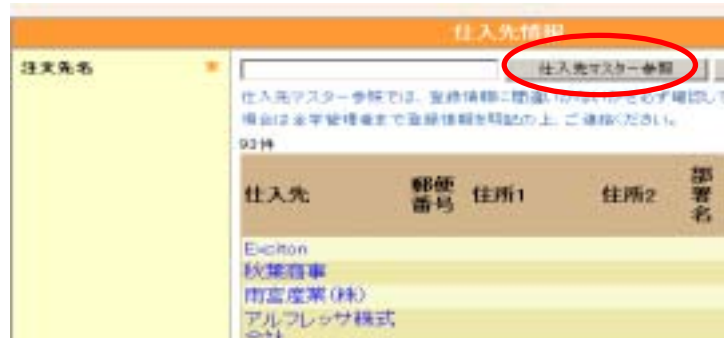 仕入先情報
注文先名 *
仕入先マスター参照
仕入先マスター参照では、登録情報に間違いがないかを必ず確認して
場合は全学管理者まで登録情報を明記の上、ご連絡ください。
93件
仕入先 郵便番号 住所1 住所2 部署名
Exciton
秋葉商事
雨宮産業(株)
アルフレッサ株式
会社